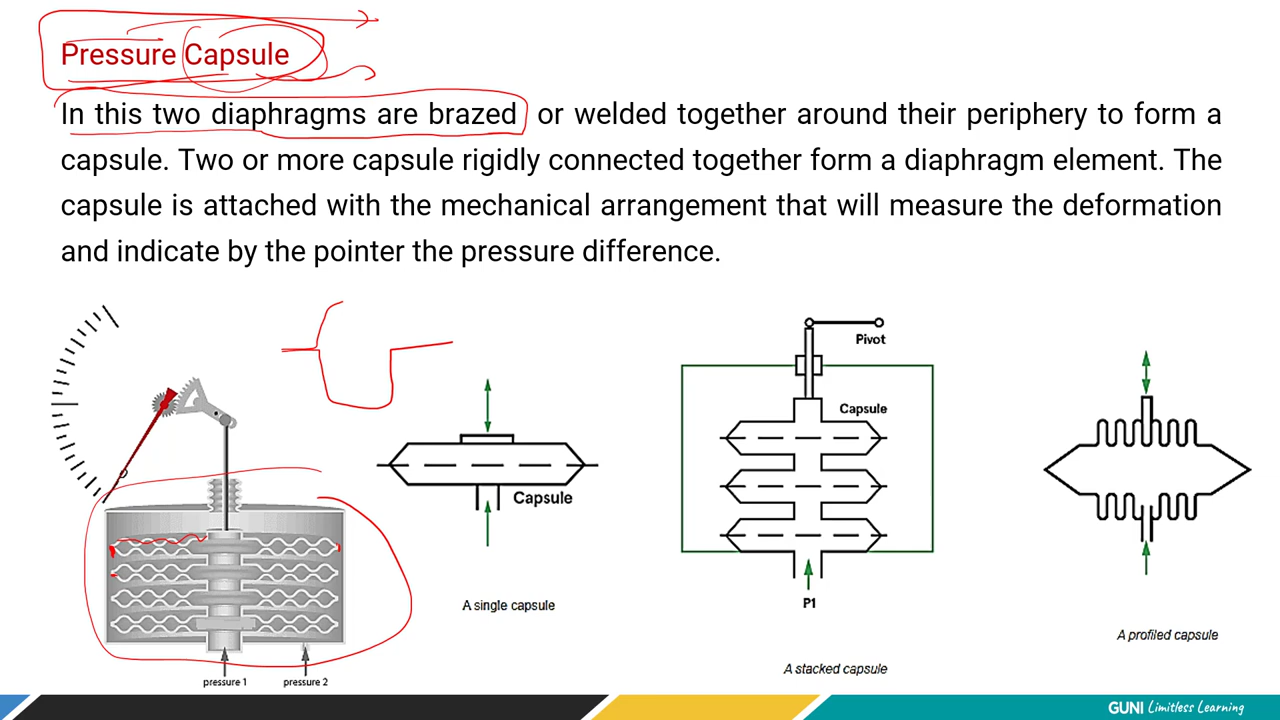 Pressure Capsule
In this two diaphragms are brazed or welded together around their periphery to form a
capsule. Two or more capsule rigidly connected together form a diaphragm element. The
capsule is attached with the mechanical arrangement that will measure the deformation
and indicate by the pointer the pressure difference.
Pivot
Capsule
Capsule
P1
A single capsule
A profiled capsule
A stacked capsule
pressure 1
pressure 2
GUNI Limitless Learning